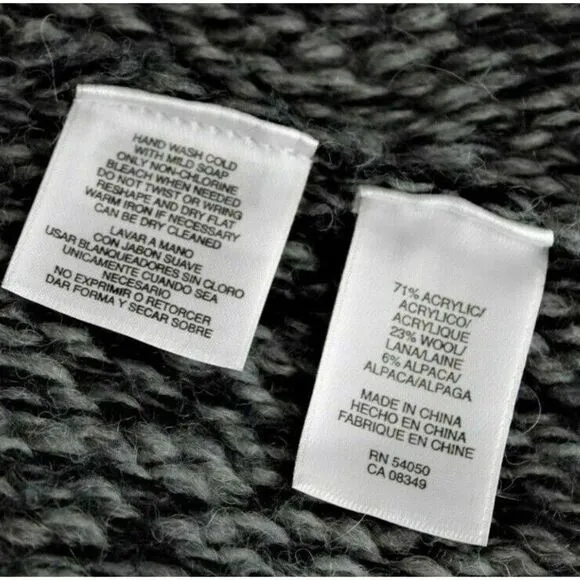 HAND WASH COLD
WITH MILD SOAP
ONLY NON-CHLORINE
BLEACH WHEN NEEDED
DO NOT TWIST OR WRING
RESHAPE AND DRY FLAT
WARM IRON IF NECESSARY
CAN BE DRY CLEANED
LAVAR A MANO
CON JABON SUAVE
USAR BLANQUEADORES SIN CLORO
UNICAMENTE CUANDO SEA
NECESARIO
NO EXPRIMIR O RETORCER
DAR FORMA Y SECAR SOBRE
71% ACRYLIC/
ACRYLICO/
ACRYLIQUE
23% WOOL/
LANA/LAINE
6% ALPACA/
ALPACA/ALPAGA
MADE IN CHINA
HECHO EN CHINA
FABRIQUE EN CHINE
RN 54050
CA 08349